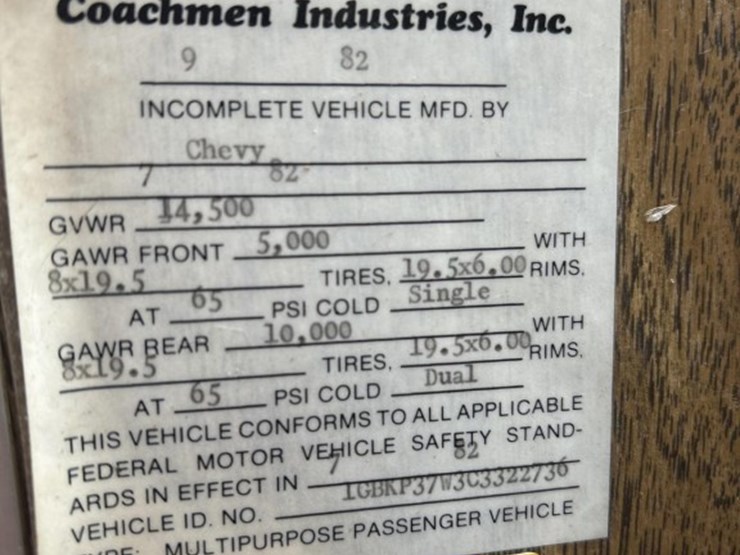 Coachmen Industries, Inc.
9 82
INCOMPLETE VEHICLE MFD. BY
Chevy
7 82
GVWR 14,500
GAWR FRONT 5,000 WITH
8x19.5 TIRES, 19.5x6.00 RIMS,
AT 65 PSI COLD Single
GAWR BEAR 10,000 WITH
8x19.5 TIRES, 19.5x6.00 RIMS,
AT 65 PSI COLD Dual
THIS VEHICLE CONFORMS TO ALL APPLICABLE
FEDERAL MOTOR VEHICLE SAFETY STAND-
ARDS IN EFFECT IN 7 82
VEHICLE ID. NO. 1GBKP37W3C3322736
TYPE: MULTIPURPOSE PASSENGER VEHICLE